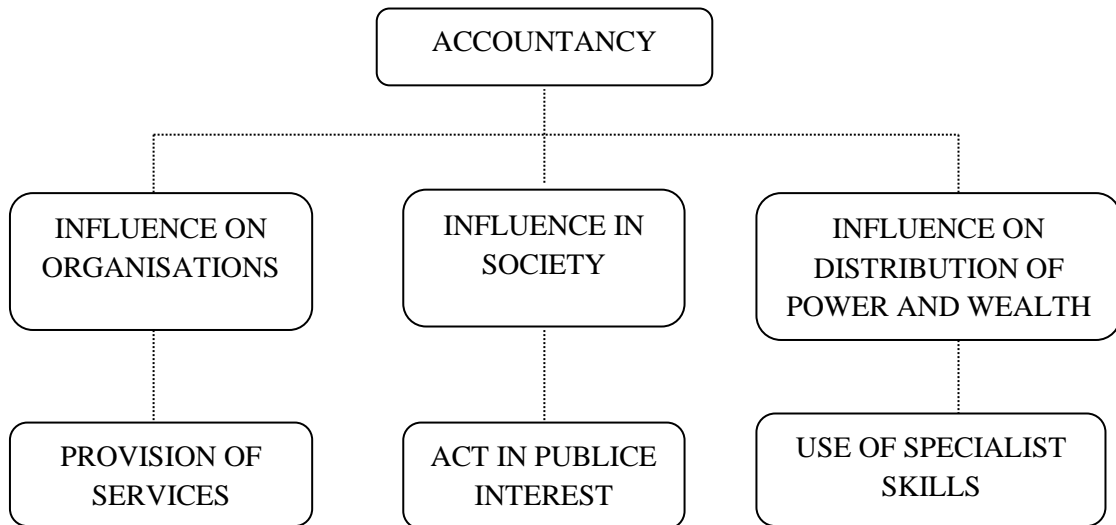 ACCOUNTANCY
INFLUENCE ON
ORGANISATIONS
INFLUENCE IN
SOCIETY
INFLUENCE ON
DISTRIBUTION OF
POWER AND WEALTH
PROVISION OF
SERVICES
ACT IN PUBLICE
INTEREST
USE OF SPECIALIST
SKILLS